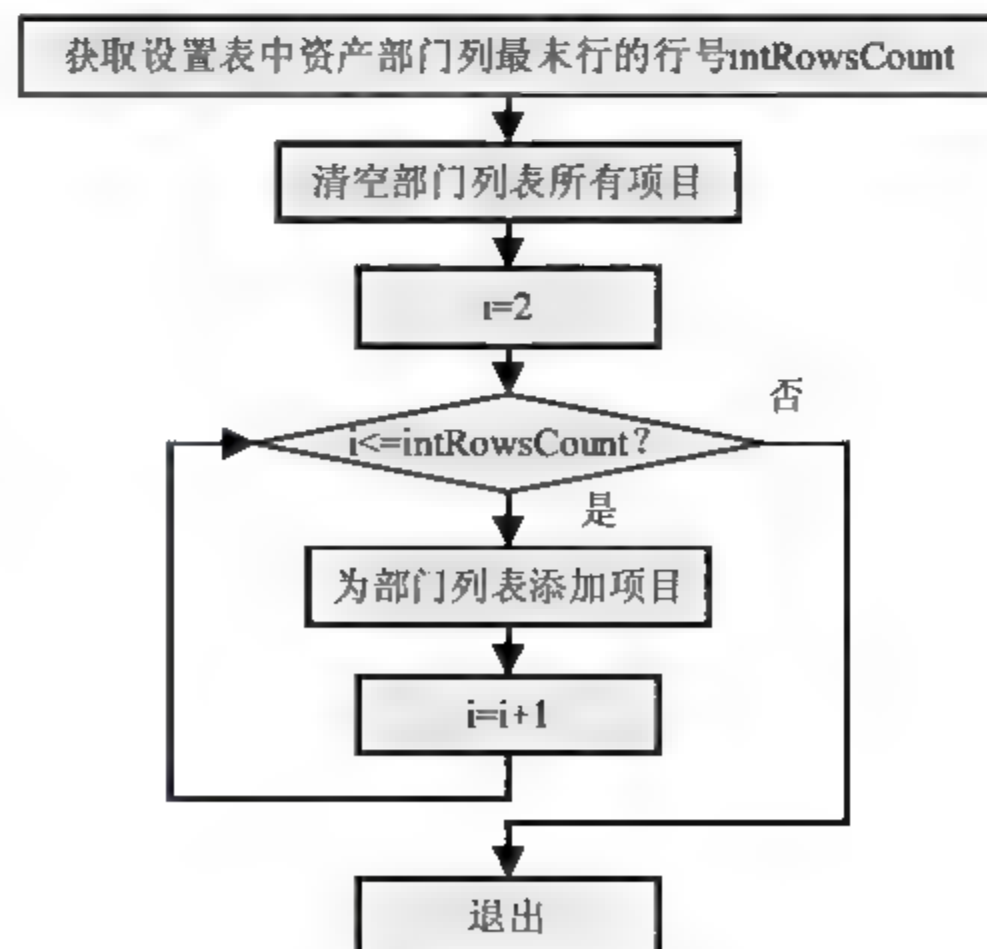 获取设置表中资产部门列最末行的行号intRowsCount
清空部门列表所有项目
i=2
否
i<=intRowsCount?
是
为部门列表添加项目
i=i+1
退出